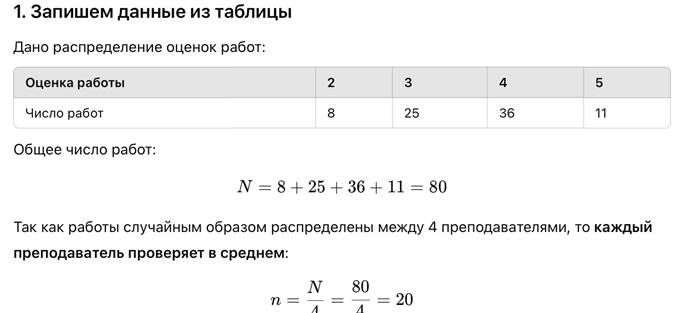 1. Запишем данные из таблицы
Дано распределение оценок работ:
Оценка работы 2 3 4 5
Число работ 8 25 36 11
Общее число работ:
N = 8 + 25 + 36 + 11 = 80
Так как работы случайным образом распределены между 4 преподавателями, то каждый
преподаватель проверяет в среднем:
n = N/4 = 80/4 = 20